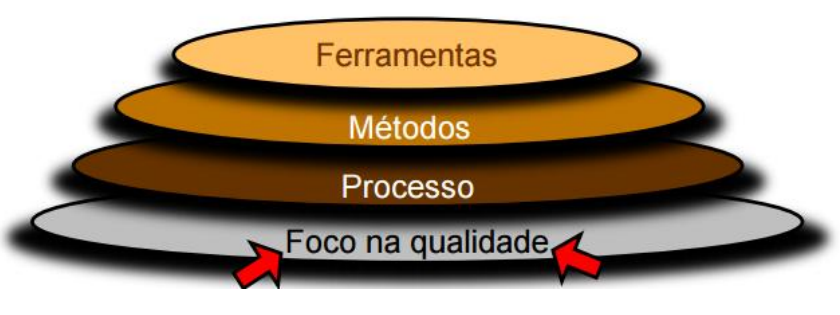 Ferramentas
Métodos
Processo
Foco na qualidade